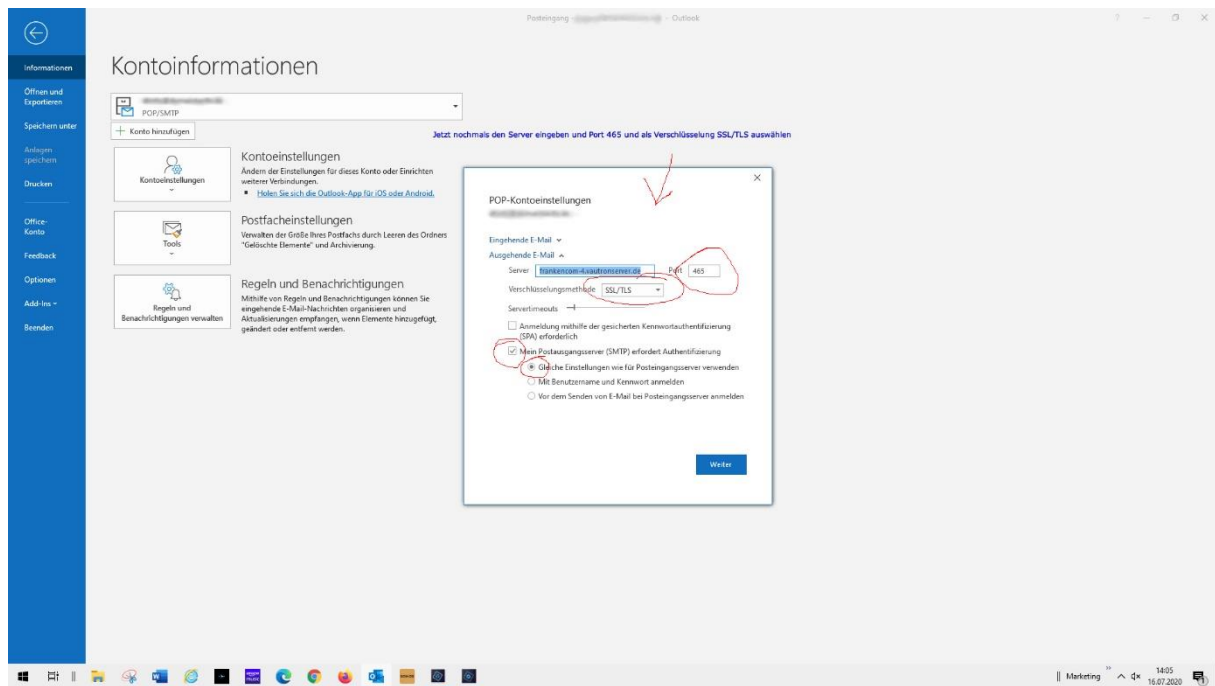 Posteingang - - Outlook
Informationen
Öffnen und
Exportieren
Speichern unter
Anlagen
speichern
Drucken
Office-
Konto
Feedback
Optionen
Add-Ins
Beenden
Kontoinformationen
POP/SMTP
+ Konto hinzufügen
Jetzt nochmals den Server eingeben und Port 465 und als Verschlüsselung SSL/TLS auswählen
Kontoeinstellungen
Kontoeinstellungen
Ändern der Einstellungen für dieses Konto oder Einrichten
weiterer Verbindungen.
Holen Sie sich die Outlook-App für iOS oder Android.
Tools
Postfacheinstellungen
Verwalten der Größe Ihres Postfachs durch Leeren des Ordners
"Gelöschte Elemente" und Archivierung.
Regeln und
Benachrichtigungen verwalten
Regeln und Benachrichtigungen
Mithilfe von Regeln und Benachrichtigungen können Sie
eingehende E-Mail-Nachrichten organisieren und
Aktualisierungen empfangen, wenn Elemente hinzugefügt,
geändert oder entfernt werden.
POP-Kontoeinstellungen
Eingehende E-Mail
Ausgehende E-Mail
Server frankencom-4.xautronserver.de Port 465
Verschlüsselungsmethode SSL/TLS
Servertimeouts
Anmeldung mithilfe der gesicherten Kennwortauthentifizierung
(SPA) erforderlich
Mein Postausgangsserver (SMTP) erfordert Authentifizierung
Gleiche Einstellungen wie für Posteingangsserver verwenden
Mit Benutzername und Kennwort anmelden
Vor dem Senden von E-Mail bei Posteingangsserver anmelden
Weiter
Marketing
14:05
16.07.2020